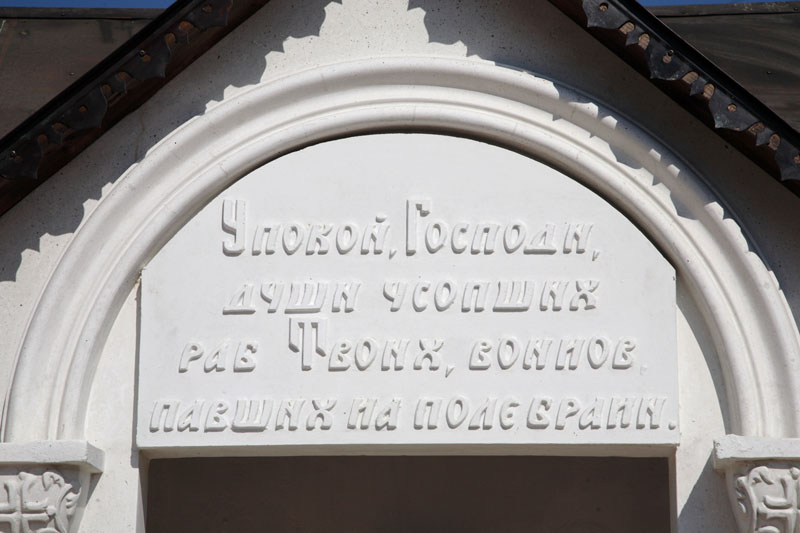 Упокой, Господи,
души усопших
раб Твоих, воинов,
павших на поле брани.